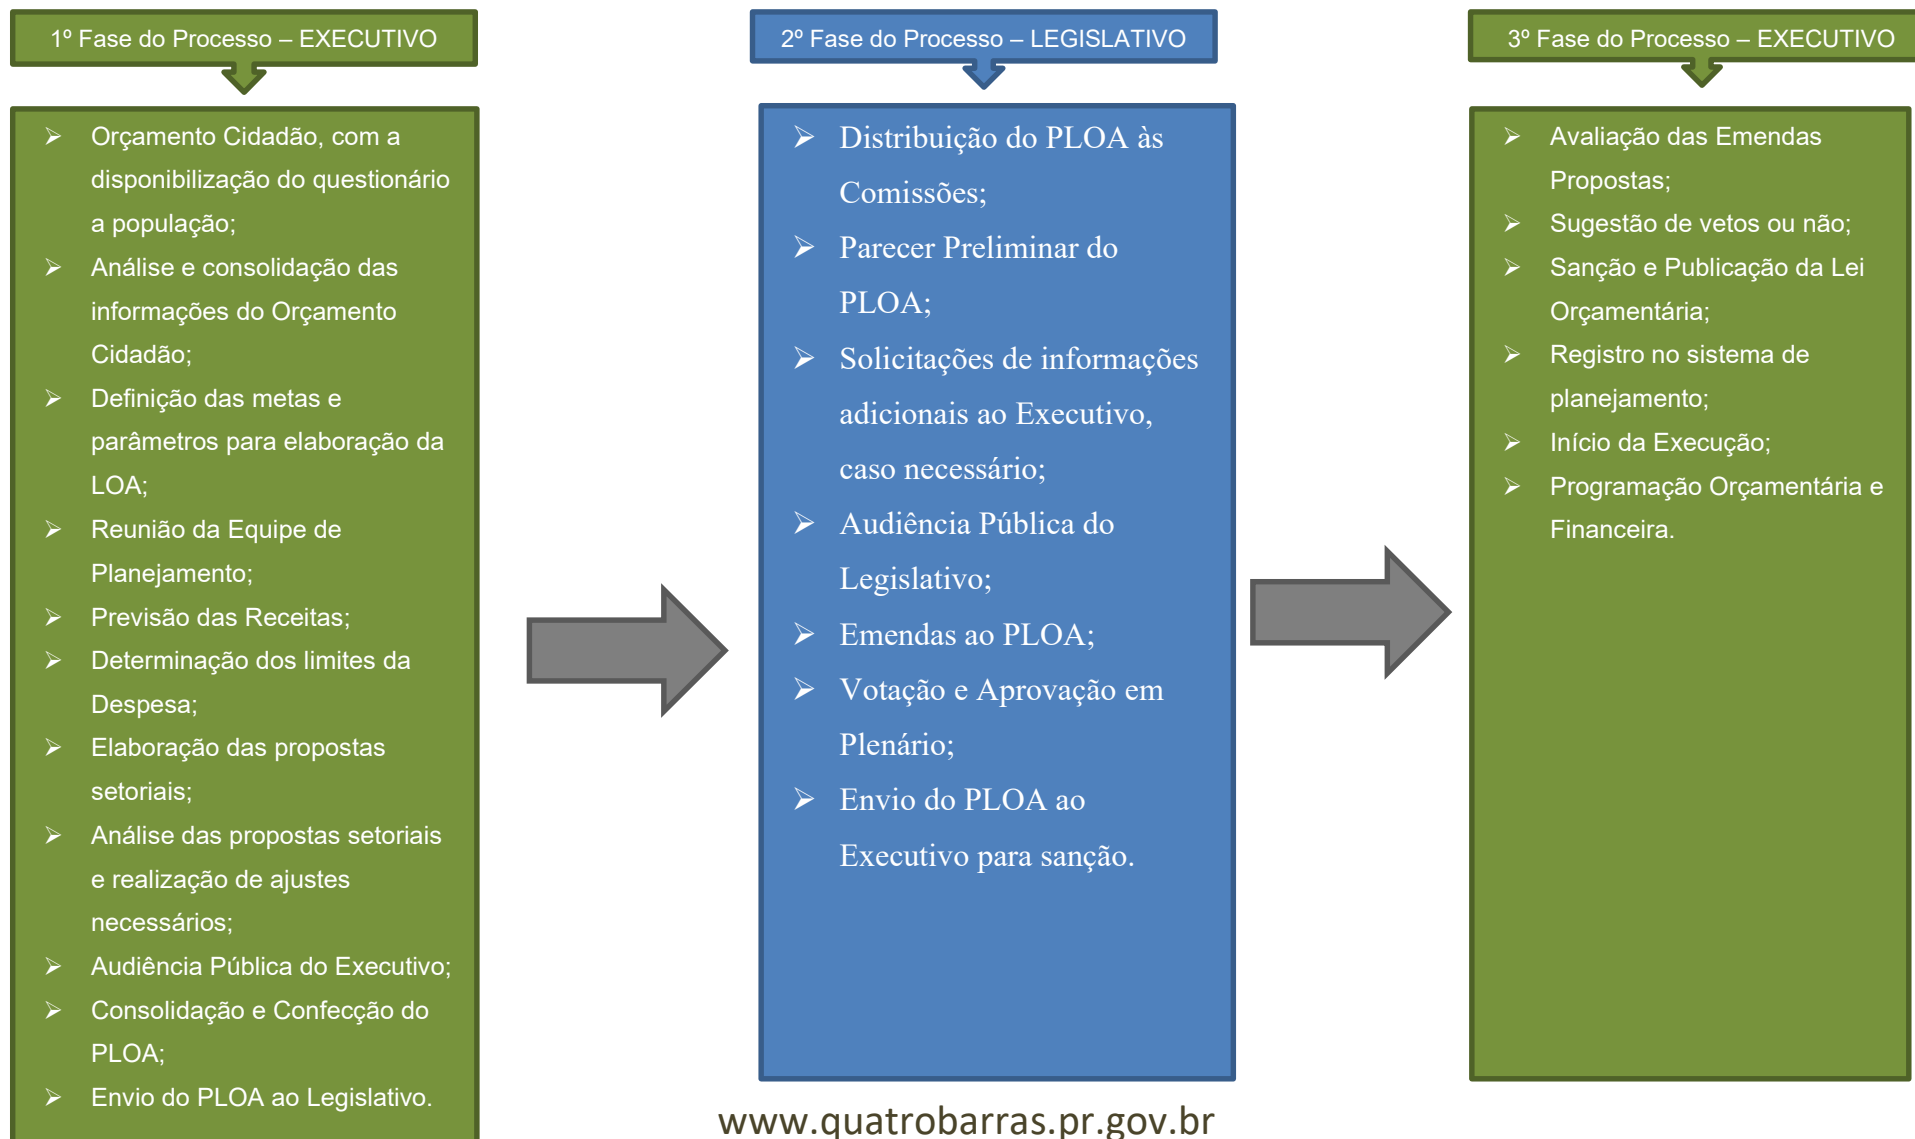 1º Fase do Processo – EXECUTIVO
➢ Orçamento Cidadão, com a
disponibilização do questionário
a população;
➢ Análise e consolidação das
informações do Orçamento
Cidadão;
➢ Definição das metas e
parâmetros para elaboração da
LOA;
➢ Reunião da Equipe de
Planejamento;
➢ Previsão das Receitas;
➢ Determinação dos limites da
Despesa;
➢ Elaboração das propostas
setoriais;
➢ Análise das propostas setoriais
e realização de ajustes
necessários;
➢ Audiência Pública do Executivo;
➢ Consolidação e Confecção do
PLOA;
➢ Envio do PLOA ao Legislativo.
2º Fase do Processo – LEGISLATIVO
➢ Distribuição do PLOA às
Comissões;
➢ Parecer Preliminar do
PLOA;
➢ Solicitações de informações
adicionais ao Executivo,
caso necessário;
➢ Audiência Pública do
Legislativo;
➢ Emendas ao PLOA;
➢ Votação e Aprovação em
Plenário;
➢ Envio do PLOA ao
Executivo para sanção.
3º Fase do Processo – EXECUTIVO
➢ Avaliação das Emendas
Propostas;
➢ Sugestão de vetos ou não;
➢ Sanção e Publicação da Lei
Orçamentária;
➢ Registro no sistema de
planejamento;
➢ Início da Execução;
➢ Programação Orçamentária e
Financeira.
www.quatrobarras.pr.gov.br